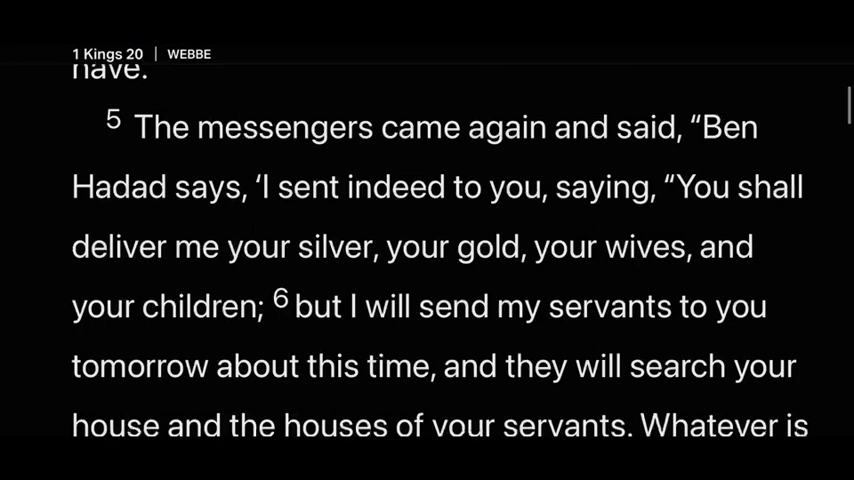 1 Kings 20 | WEBBE
have.
5 The messengers came again and said, “Ben
Hadad says, ‘I sent indeed to you, saying, “You shall
deliver me your silver, your gold, your wives, and
your children; 6 but I will send my servants to you
tomorrow about this time, and they will search your
house and the houses of your servants. Whatever is